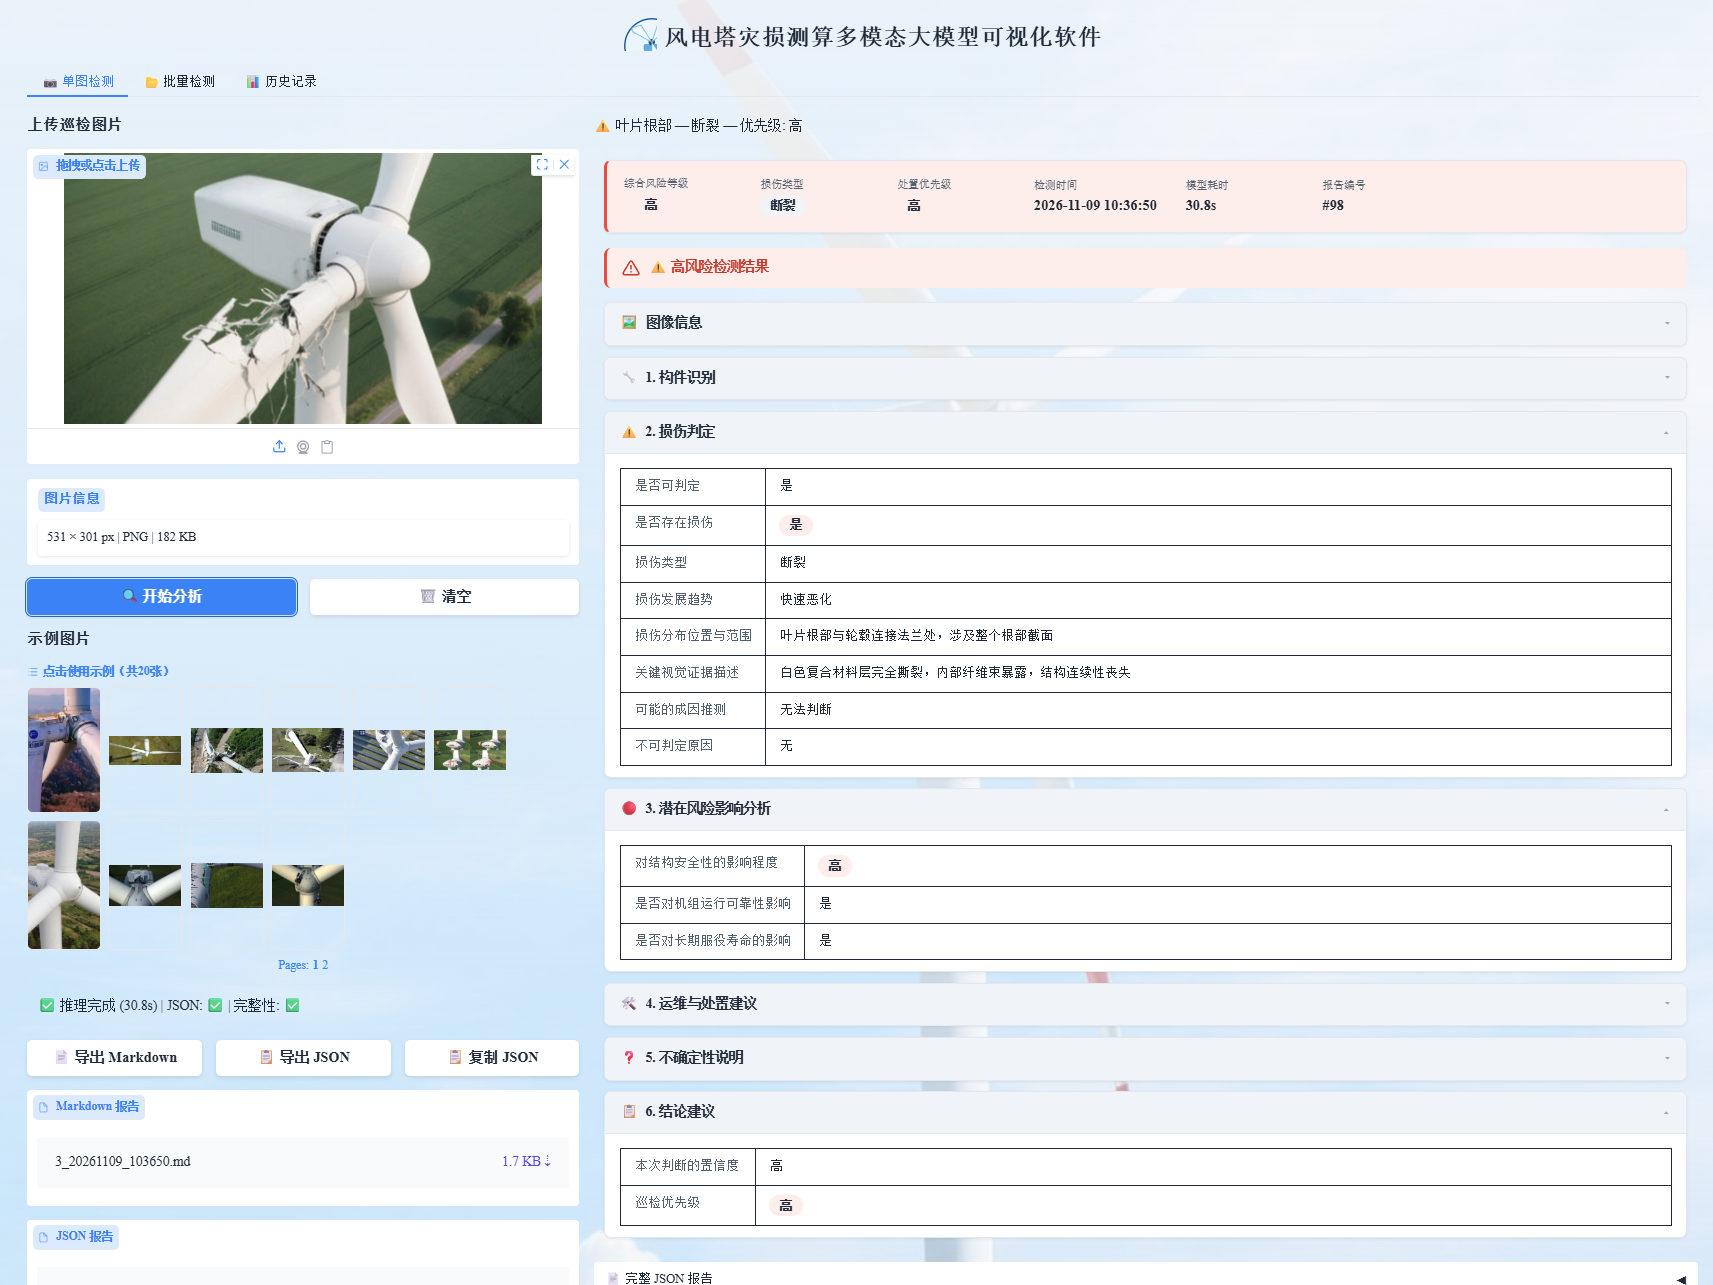 风电塔灾损测算多模态大模型可视化软件
单图检测
批量检测
历史记录
上传巡检图片
拖拽或点击上传
图片信息
531 × 301 px | PNG | 182 KB
开始分析
清空
示例图片
点击使用示例（共20张）
Pages: 1 2
推理完成 (30.8s) | JSON: | 完整性:
导出 Markdown
导出 JSON
复制 JSON
Markdown 报告
3_20261109_103650.md
1.7 KB ⇣
JSON 报告
叶片根部 — 断裂 — 优先级: 高
综合风险等级
高
损伤类型
断裂
处置优先级
高
检测时间
2026-11-09 10:36:50
模型耗时
30.8s
报告编号
#98
高风险检测结果
图像信息
1. 构件识别
2. 损伤判定
是否可判定 是
是否存在损伤 是
损伤类型 断裂
损伤发展趋势 快速恶化
损伤分布位置与范围 叶片根部与轮毂连接法兰处，涉及整个根部截面
关键视觉证据描述 白色复合材料层完全撕裂，内部纤维束暴露，结构连续性丧失
可能的成因推测 无法判断
不可判定原因 无
3. 潜在风险影响分析
对结构安全性的影响程度 高
是否对机组运行可靠性影响 是
是否对长期服役寿命的影响 是
4. 运维与处置建议
5. 不确定性说明
6. 结论建议
本次判断的置信度 高
巡检优先级 高
完整 JSON 报告